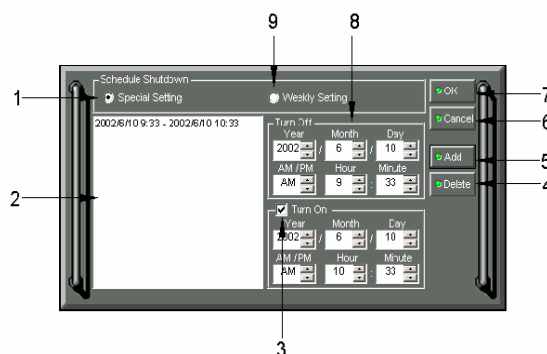 9
8
Schedule Shutdown
1
Special Setting
Weekly Setting
OK
7
2002/6/10 9:33 - 2002/6/10 10:33
Turn Off
Cancel
6
Year Month Day
2002 / 6 / 10
Add
5
AM /PM Hour Minute
AM 9 : 33
Delete
4
2
Turn On
Year Month Day
2002 / 6 / 10
AM /PM Hour Minute
AM 10 : 33
3